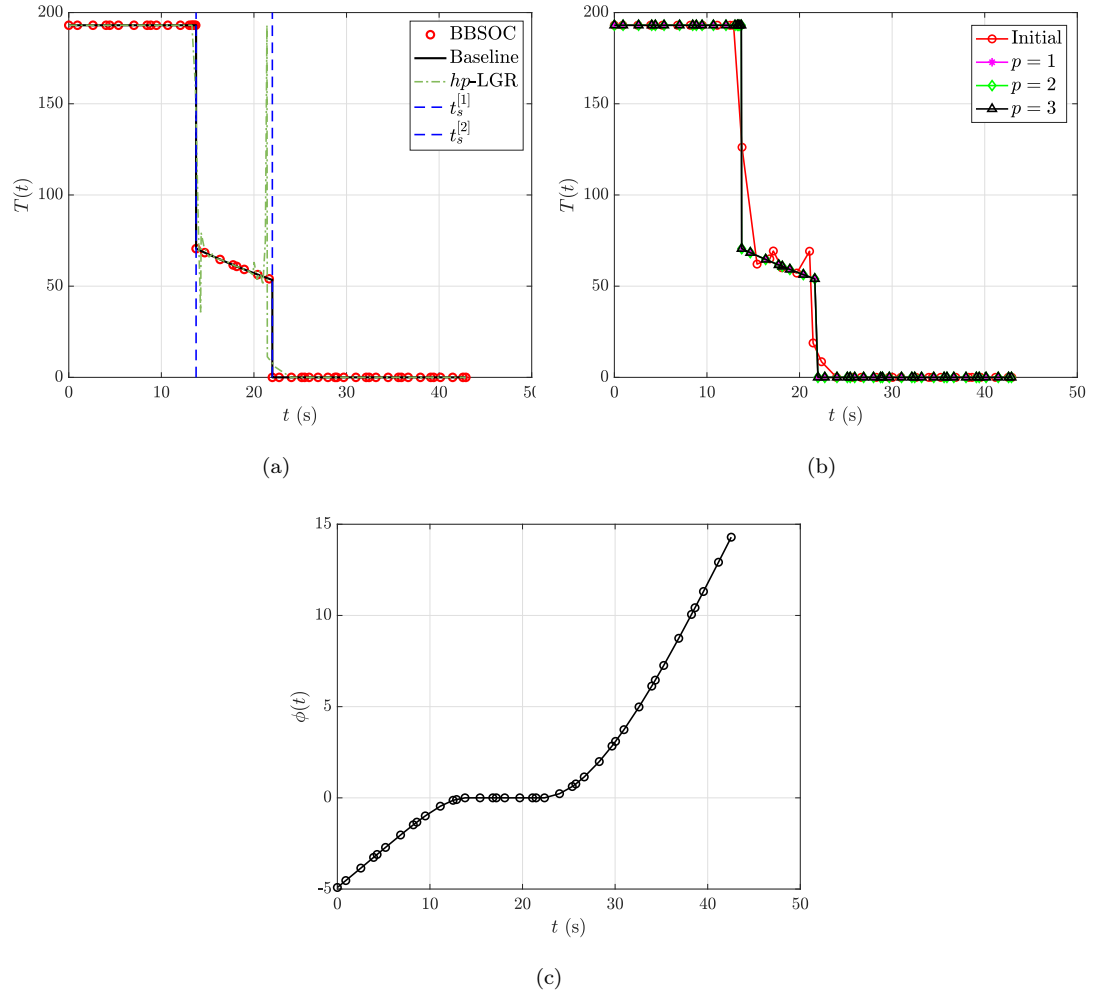 200
150
100
50
0
T(t)
0 10 20 30 40 50
t (s)
BBSOC
Baseline
hp-LGR
t_s^{[1]}
t_s^{[2]}
(a)
200
150
100
50
0
T(t)
0 10 20 30 40 50
t (s)
Initial
p = 1
p = 2
p = 3
(b)
15
10
5
0
-5
ϕ(t)
0 10 20 30 40 50
t (s)
(c)